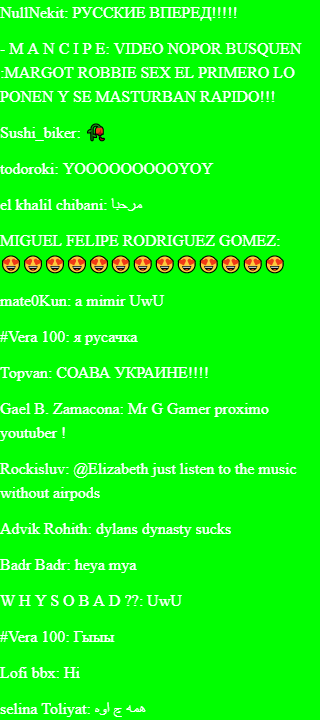 NullNekit: РУССКИЕ ВПЕРЕД!!!!!
- M A N C I P E: VIDEO NOPOR BUSQUEN
:MARGOT ROBBIE SEX EL PRIMERO LO
PONEN Y SE MASTURBAN RAPIDO!!!
Sushi_biker:
todoroki: YOOOOOOOOOYOY
el khalil chibani: مرحبا
MIGUEL FELIPE RODRIGUEZ GOMEZ:
😍😍😍😍😍😍😍😍😍😍😍😍😍
mate0Kun: a mimir UwU
#Vera 100: я русачка
Topvan: СОАВА УКРАИНЕ!!!!
Gael B. Zamacona: Mr G Gamer proximo
youtuber !
Rockisluv: @Elizabeth just listen to the music
without airpods
Advik Rohith: dylans dynasty sucks
Badr Badr: heya mya
W H Y S O B A D ??: UwU
#Vera 100: Гыыы
Lofi bbx: Hi
selina Toliyat: همه